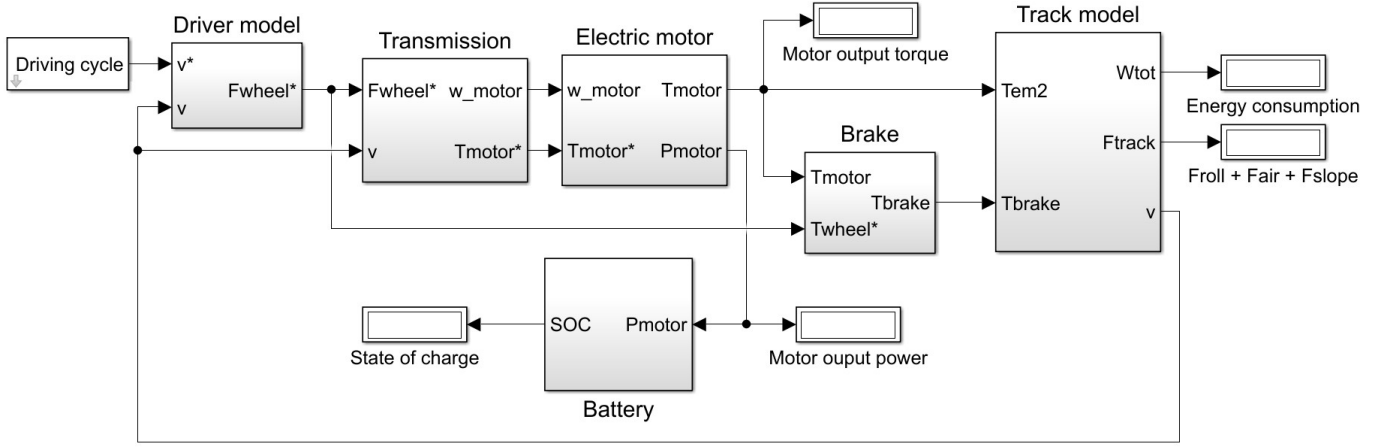 Driver model
Driving cycle
v*
v
Fwheel*
Transmission
Fwheel*
v
w_motor
Tmotor*
Electric motor
w_motor
Tmotor*
Tmotor
Pmotor
Motor output torque
Brake
Tmotor
Twheel*
Tbrake
Track model
Tem2
Tbrake
Wtot
Ftrack
v
Energy consumption
Froll + Fair + Fslope
State of charge
SOC
Pmotor
Battery
Motor ouput power